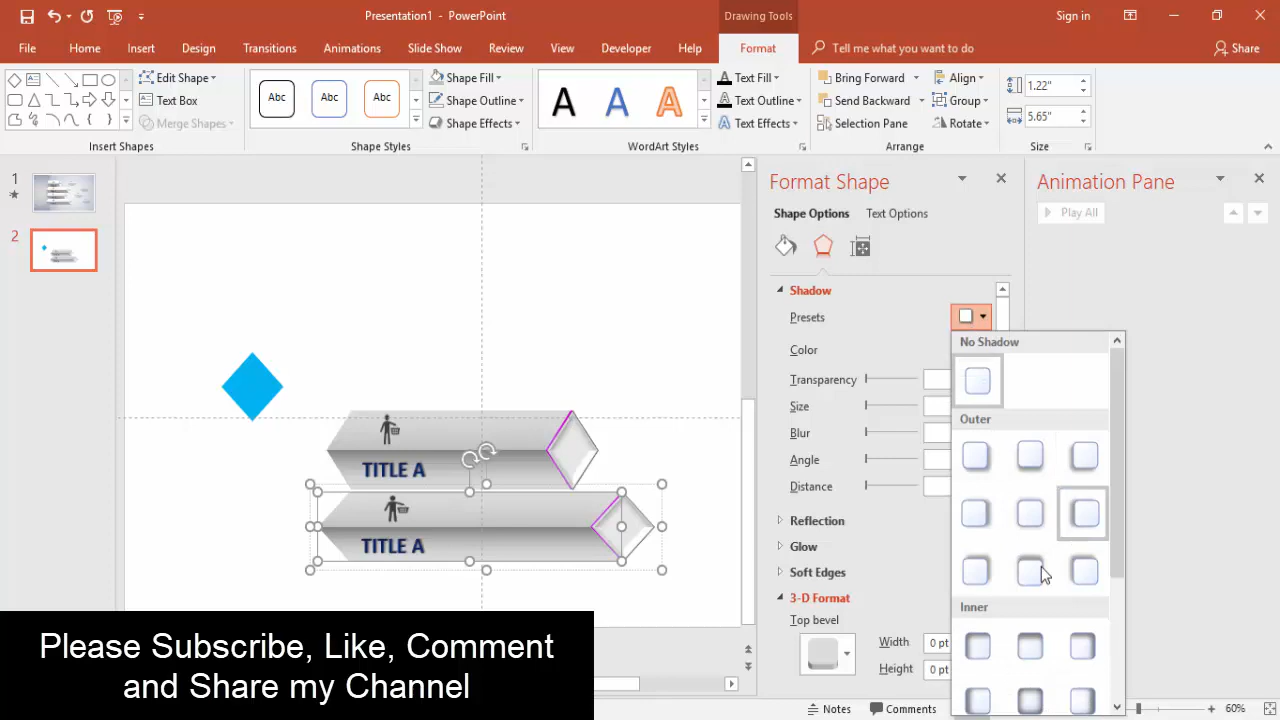 Presentation1 - PowerPoint
Drawing Tools
Sign in
File
Home
Insert
Design
Transitions
Animations
Slide Show
Review
View
Developer
Help
Format
Tell me what you want to do
Share
Edit Shape
Text Box
Merge Shapes
Insert Shapes
Abc
Abc
Abc
Shape Fill
Shape Outline
Shape Effects
Shape Styles
A
A
A
Text Fill
Text Outline
Text Effects
WordArt Styles
Bring Forward
Send Backward
Selection Pane
Align
Group
Rotate
Arrange
1.22"
5.65"
Size
1
2
TITLE A
TITLE A
Format Shape
Shape Options
Text Options
Shadow
Presets
Color
Transparency
Size
Blur
Angle
Distance
Reflection
Glow
Soft Edges
3-D Format
Top bevel
Width
0 pt
Height
0 pt
No Shadow
Outer
Inner
Animation Pane
Play All
Please Subscribe, Like, Comment
and Share my Channel
Notes
Comments
60%